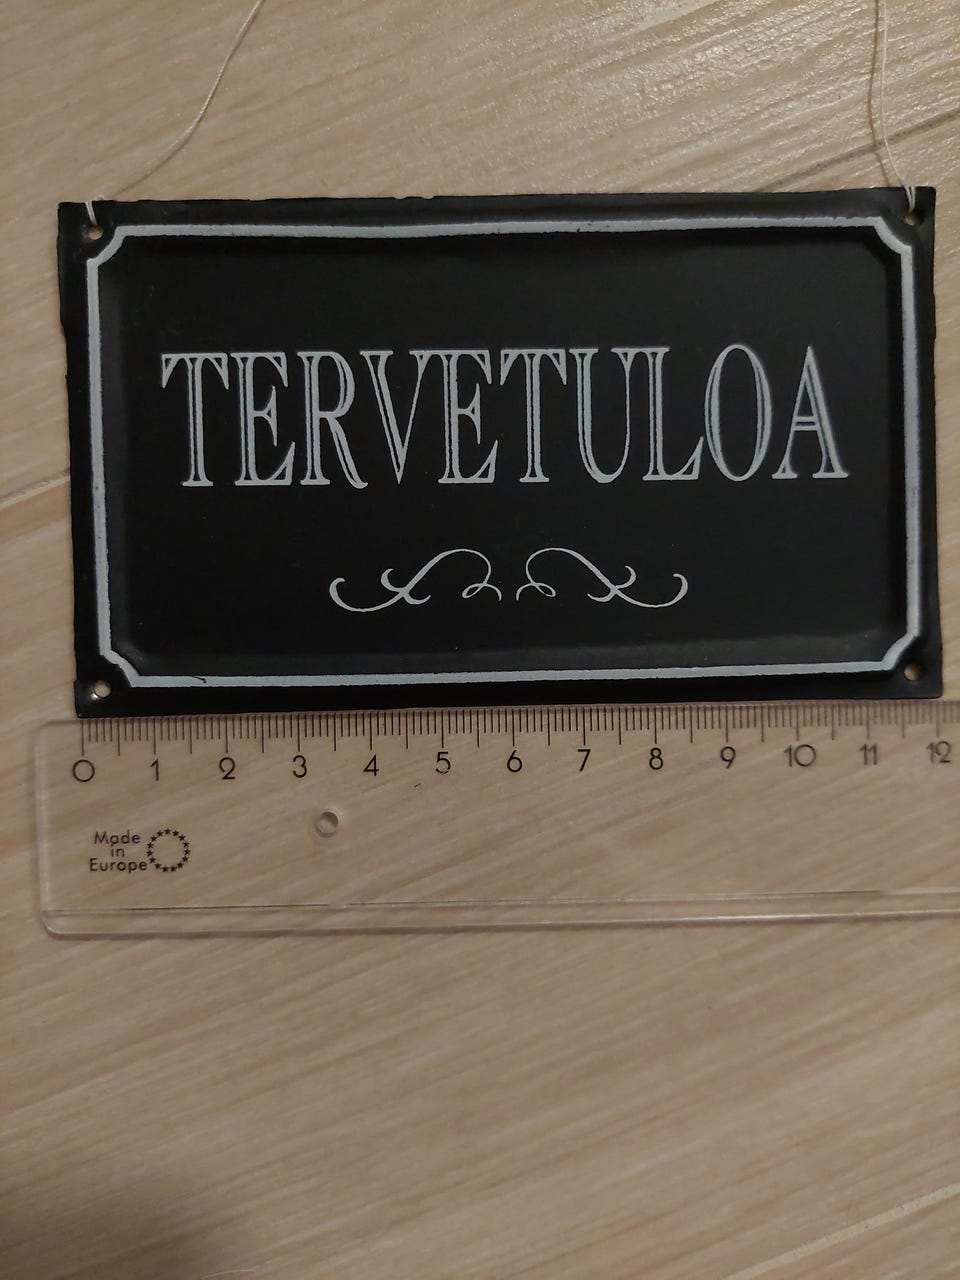 TERVETULOA
0 1 2 3 4 5 6 7 8 9 10 11 12
Made
in
Europe